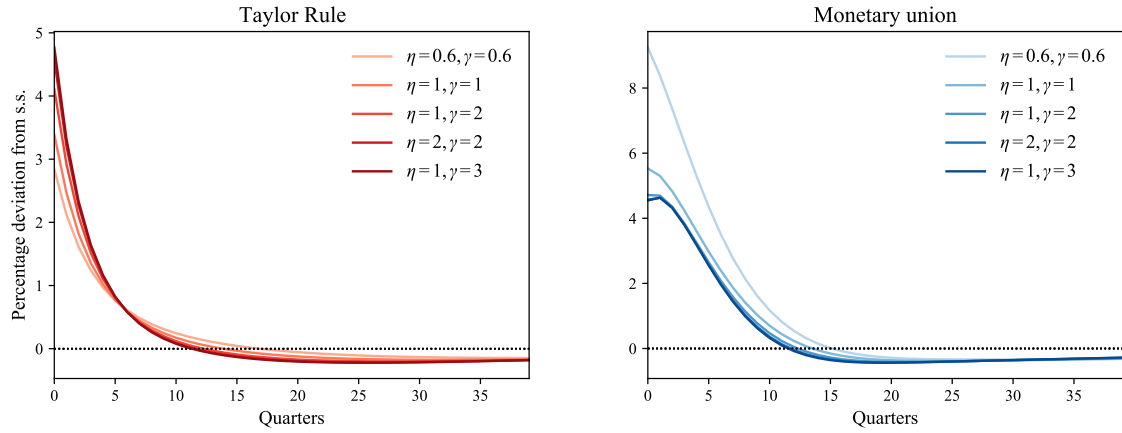 Taylor Rule
Percentage deviation from s.s.
5
4
3
2
1
0
η = 0.6, γ = 0.6
η = 1, γ = 1
η = 1, γ = 2
η = 2, γ = 2
η = 1, γ = 3
0 5 10 15 20 25 30 35
Quarters
Monetary union
8
6
4
2
0
η = 0.6, γ = 0.6
η = 1, γ = 1
η = 1, γ = 2
η = 2, γ = 2
η = 1, γ = 3
0 5 10 15 20 25 30 35
Quarters